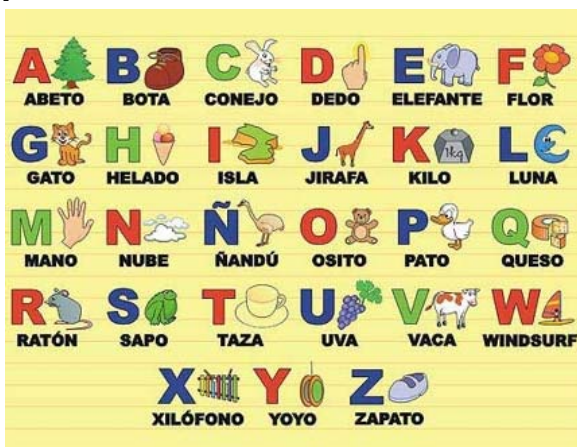 A B C D E F
ABETO BOTA CONEJO DEDO ELEFANTE FLOR
G H I J K 1kg L
GATO HELADO ISLA JIRAFA KILO LUNA
M N Ñ O P Q
MANO NUBE ÑANDÚ OSITO PATO QUESO
R S T U V W
RATÓN SAPO TAZA UVA VACA WINDSURF
X Y Z
XILÓFONO YOYO ZAPATO